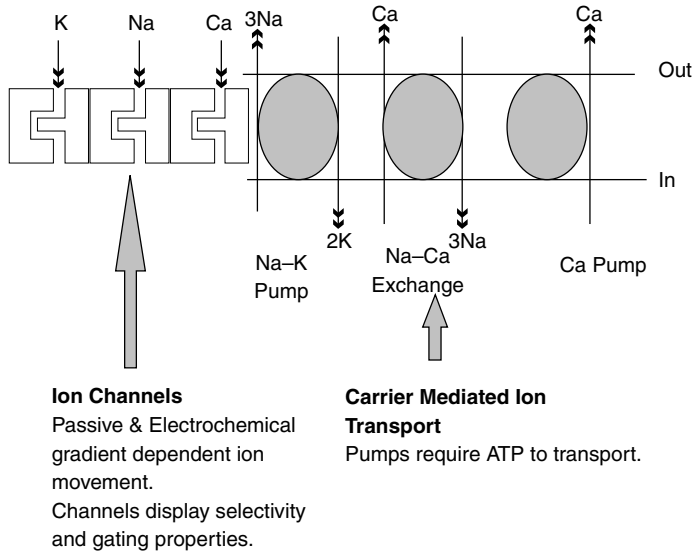 K Na Ca 3Na Ca Ca
Out
In
2K 3Na
Na–K
Pump
Na–Ca
Exchange
Ca Pump
Ion Channels
Passive & Electrochemical
gradient dependent ion
movement.
Channels display selectivity
and gating properties.
Carrier Mediated Ion
Transport
Pumps require ATP to transport.